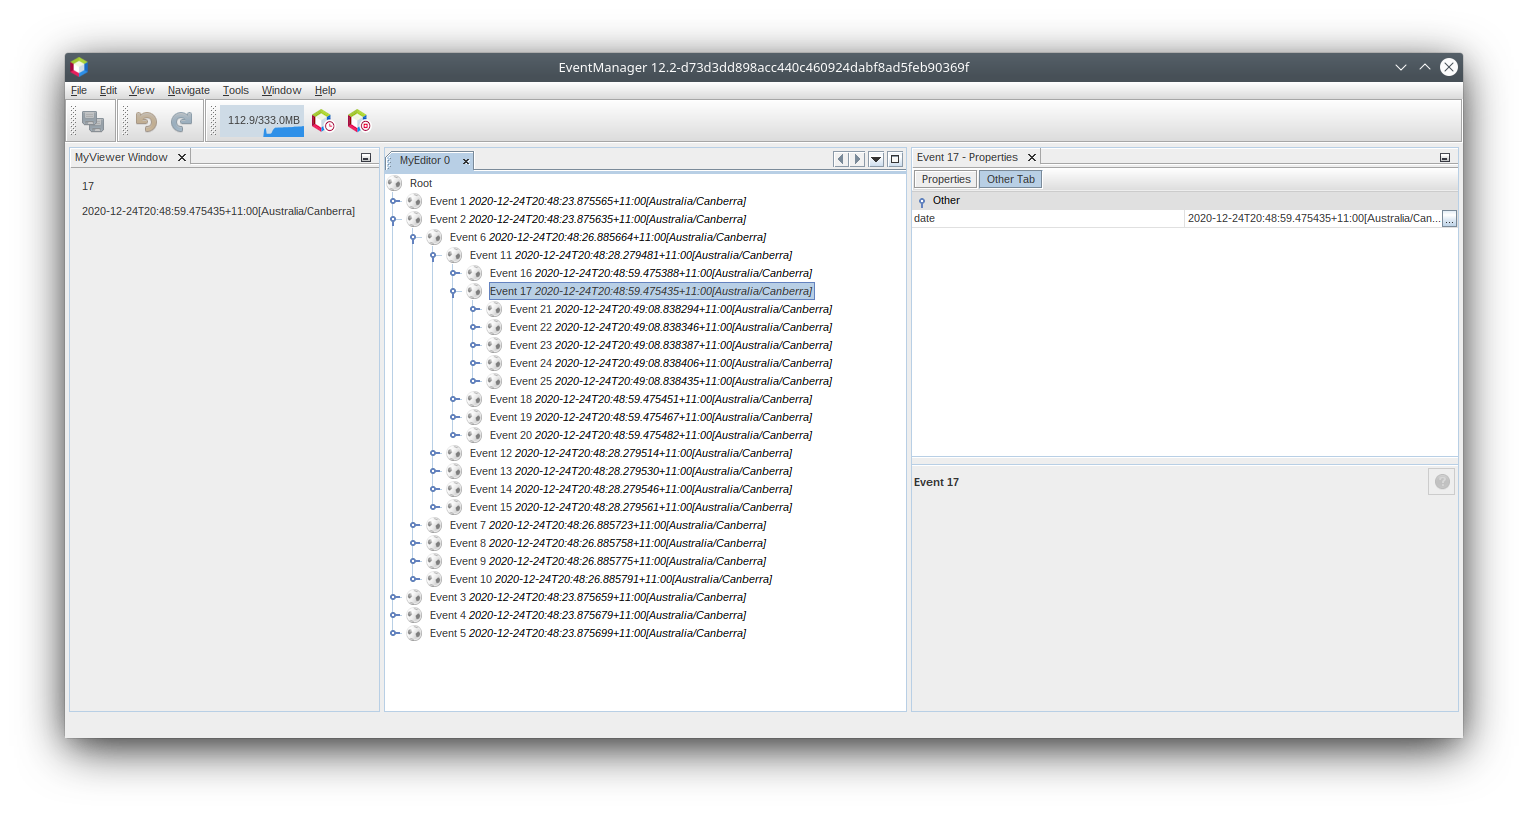 EventManager 12.2-d73d3dd898acc440c460924dabf8ad5feb90369f
File Edit View Navigate Tools Window Help
112.9/333.0MB
MyViewer Window
17
2020-12-24T20:48:59.475435+11:00[Australia/Canberra]
MyEditor 0
Root
Event 1 2020-12-24T20:48:23.875565+11:00[Australia/Canberra]
Event 2 2020-12-24T20:48:23.875635+11:00[Australia/Canberra]
Event 6 2020-12-24T20:48:26.885664+11:00[Australia/Canberra]
Event 11 2020-12-24T20:48:28.279481+11:00[Australia/Canberra]
Event 16 2020-12-24T20:48:59.475388+11:00[Australia/Canberra]
Event 17 2020-12-24T20:48:59.475435+11:00[Australia/Canberra]
Event 21 2020-12-24T20:49:08.838294+11:00[Australia/Canberra]
Event 22 2020-12-24T20:49:08.838346+11:00[Australia/Canberra]
Event 23 2020-12-24T20:49:08.838387+11:00[Australia/Canberra]
Event 24 2020-12-24T20:49:08.838406+11:00[Australia/Canberra]
Event 25 2020-12-24T20:49:08.838435+11:00[Australia/Canberra]
Event 18 2020-12-24T20:48:59.475451+11:00[Australia/Canberra]
Event 19 2020-12-24T20:48:59.475467+11:00[Australia/Canberra]
Event 20 2020-12-24T20:48:59.475482+11:00[Australia/Canberra]
Event 12 2020-12-24T20:48:28.279514+11:00[Australia/Canberra]
Event 13 2020-12-24T20:48:28.279530+11:00[Australia/Canberra]
Event 14 2020-12-24T20:48:28.279546+11:00[Australia/Canberra]
Event 15 2020-12-24T20:48:28.279561+11:00[Australia/Canberra]
Event 7 2020-12-24T20:48:26.885723+11:00[Australia/Canberra]
Event 8 2020-12-24T20:48:26.885758+11:00[Australia/Canberra]
Event 9 2020-12-24T20:48:26.885775+11:00[Australia/Canberra]
Event 10 2020-12-24T20:48:26.885791+11:00[Australia/Canberra]
Event 3 2020-12-24T20:48:23.875659+11:00[Australia/Canberra]
Event 4 2020-12-24T20:48:23.875679+11:00[Australia/Canberra]
Event 5 2020-12-24T20:48:23.875699+11:00[Australia/Canberra]
Event 17 - Properties
Properties Other Tab
Other
date 2020-12-24T20:48:59.475435+11:00[Australia/Can... ...
Event 17 ?